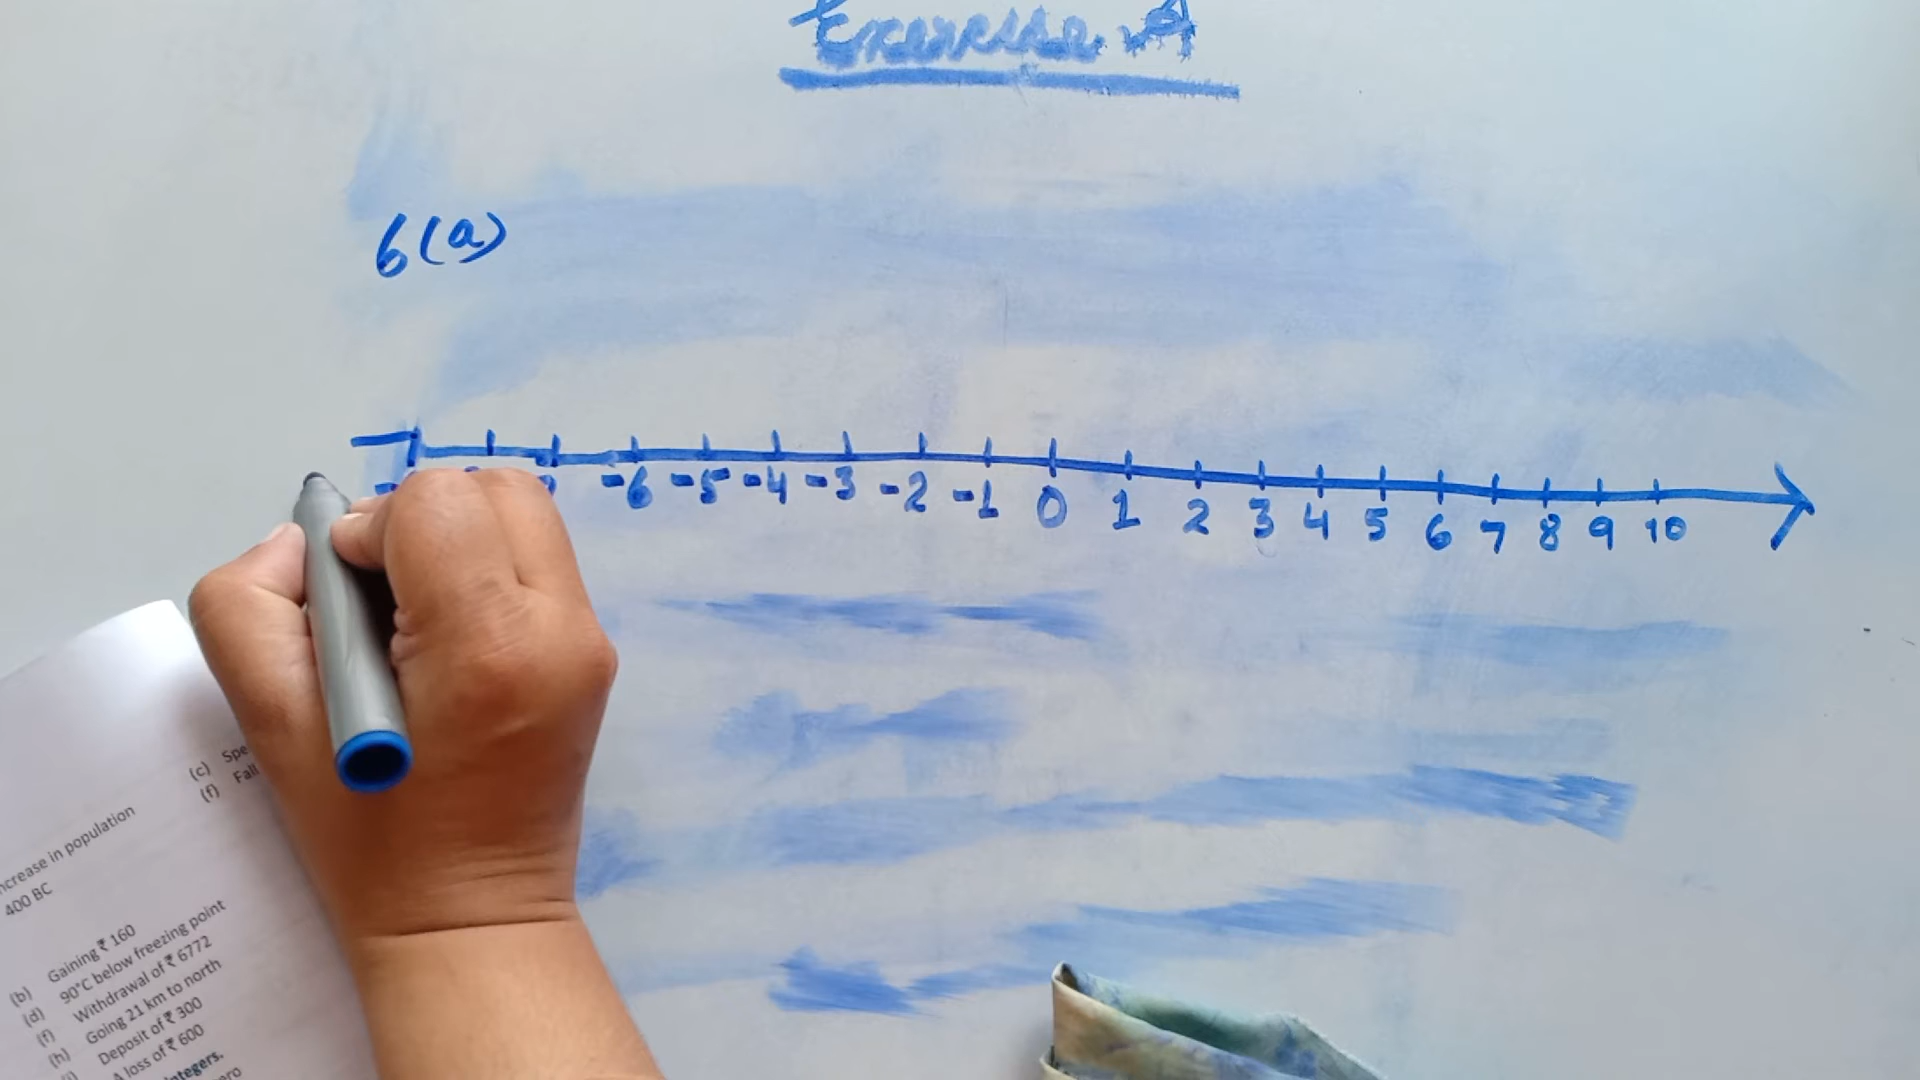 Exercise
6(a)
-6 -5 -4 -3 -2 -1 0 1 2 3 4 5 6 7 8 9 10
(c) Spe
(f) Fall
ncrease in population
400 BC
(b) Gaining ₹ 160
(d) 90°C below freezing point
(f) Withdrawal of ₹ 6772
(h) Going 21 km to north
Deposit of ₹ 300
A loss of ₹ 600
ntegers.